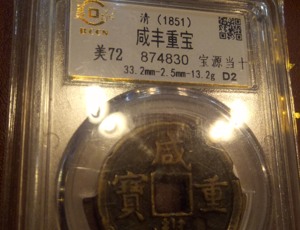 清 (1851)
咸丰重宝
美72 874830 宝源当十
33.2mm-2.5mm-13.2g D2
咸
寶 重